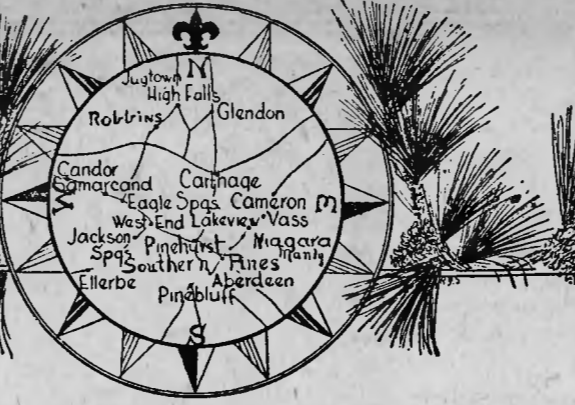 N
Jugtown
High Falls
Robbins
Glendon
Candor
Samarcand
Carthage
W
Eagle Spgs. Cameron
E
West End Lakeview Vass
Jackson
Spgs
Pinehurst
Niagara
Manly
Southern Pines
Ellerbe
Aberdeen
Pinebluff
S